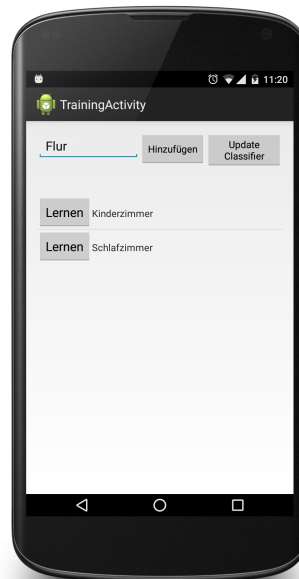 11:20
TrainingActivity
Flur
Hinzufügen
Update
Classifier
Lernen Kinderzimmer
Lernen Schlafzimmer